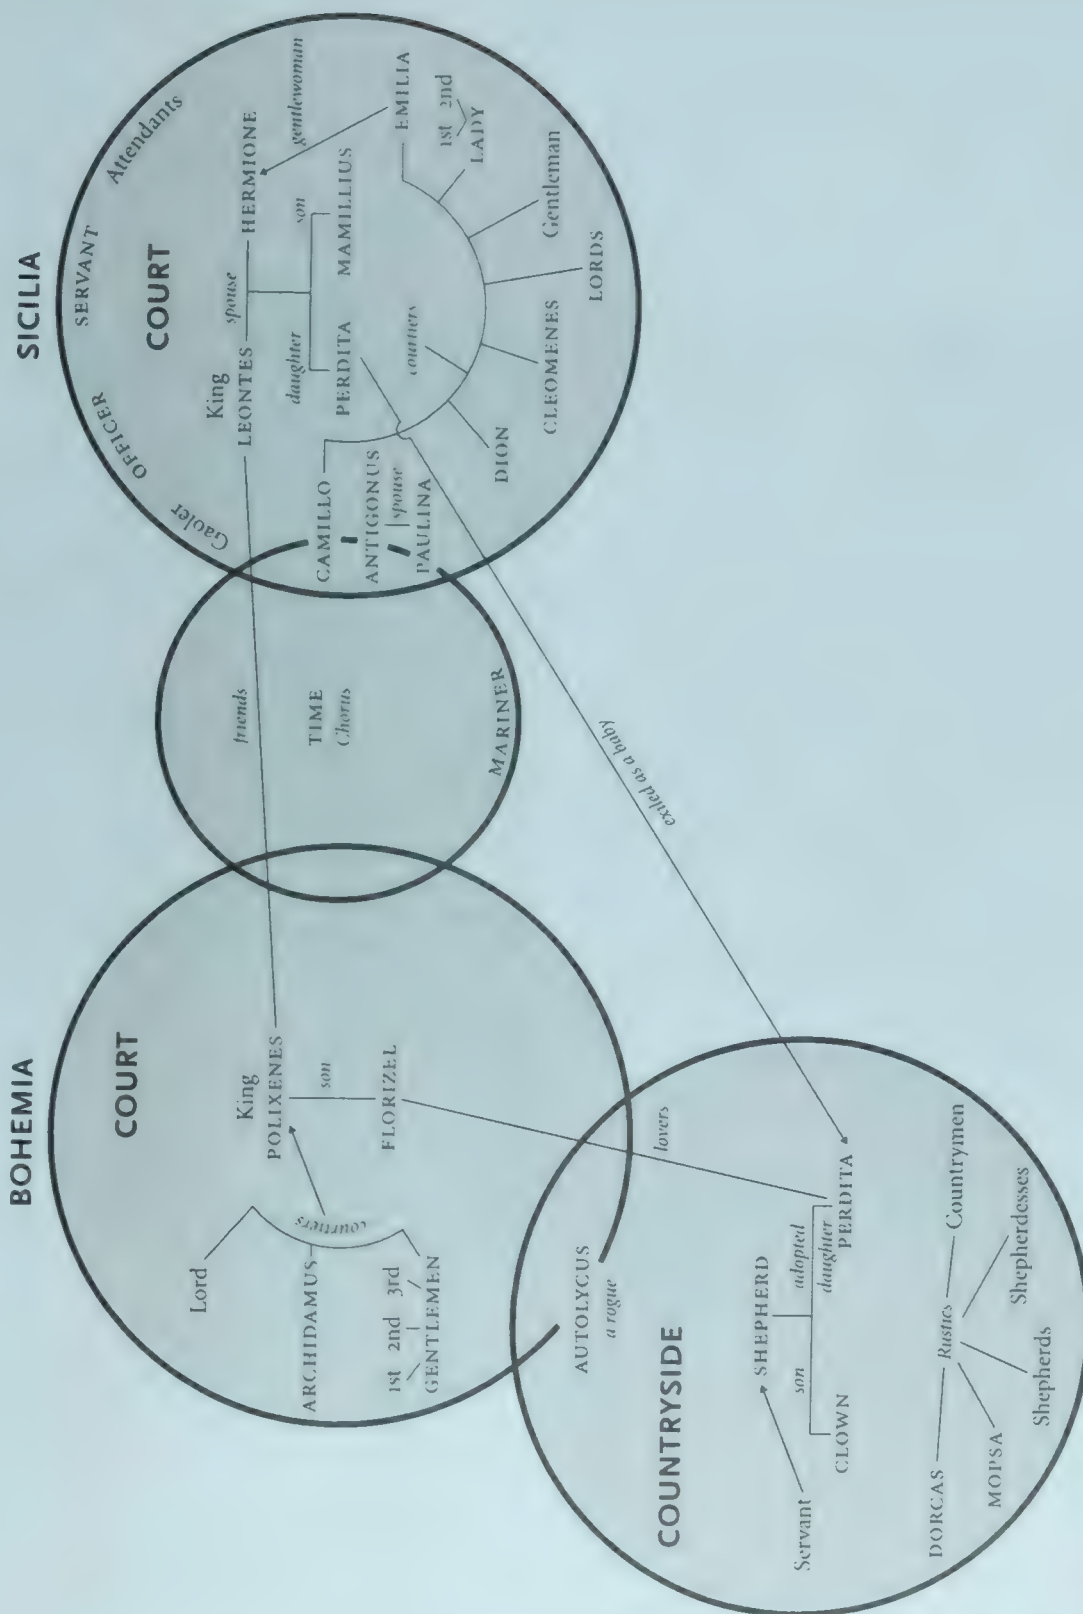 BOHEMIA
COURT
King
POLIXENES
son
FLORIZEL
courtiers
Lord
ARCHIDAMUS
1st 2nd 3rd
GENTLEMEN
friends
TIME
Chorus
MARINER
SICILIA
Gaoler
OFFICER
SERVANT
Attendants
COURT
King
LEONTES
spouse
HERMIONE
gentlewoman
daughter
son
PERDITA
MAMILLIUS
EMILIA
1st 2nd
LADY
Gentleman
LORDS
CLEOMENES
DION
courtiers
CAMILLO
ANTIGONUS
spouse
PAULINA
exiled as a baby
lovers
AUTOLYCUS
a rogue
COUNTRYSIDE
SHEPHERD
son
adopted
daughter
PERDITA
CLOWN
Servant
Rustics
DORCAS
MOPSA
Shepherds
Shepherdesses
Countrymen